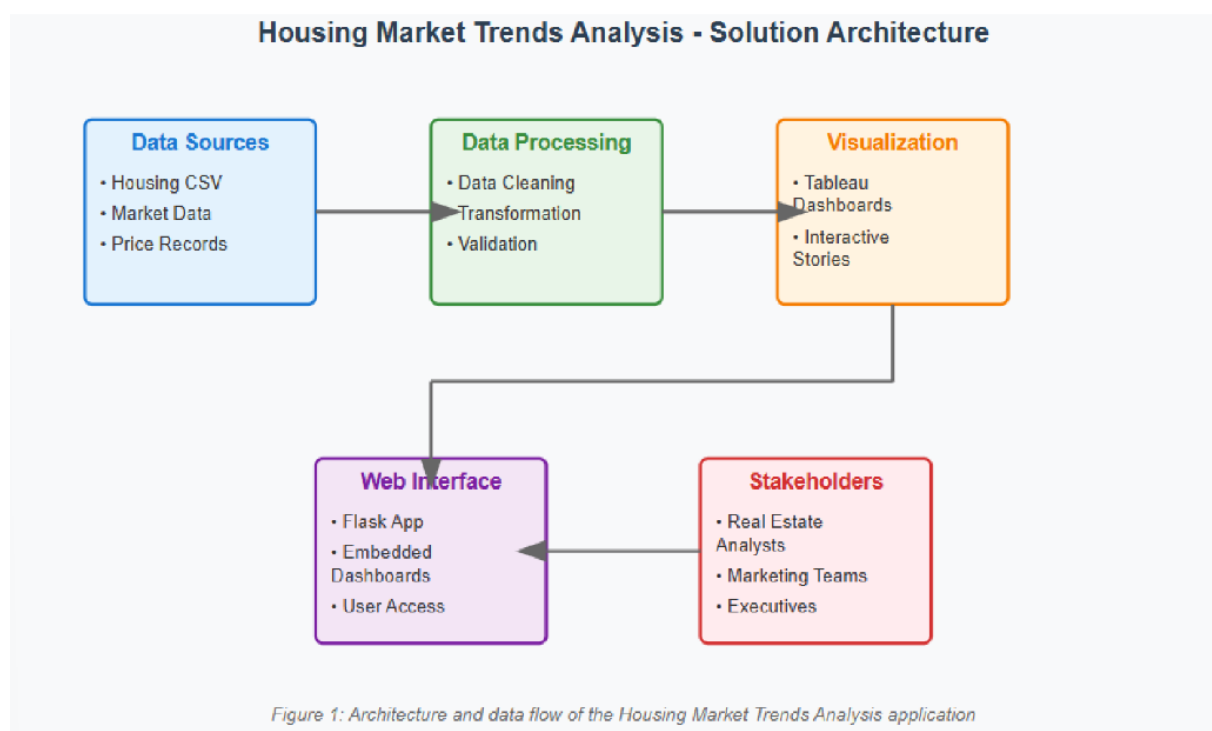 Housing Market Trends Analysis - Solution Architecture
Data Sources
• Housing CSV
• Market Data
• Price Records
Data Processing
• Data Cleaning
Transformation
• Validation
Visualization
• Tableau
Dashboards
• Interactive
Stories
Web Interface
• Flask App
• Embedded
Dashboards
• User Access
Stakeholders
• Real Estate
Analysts
• Marketing Teams
• Executives
Figure 1: Architecture and data flow of the Housing Market Trends Analysis application